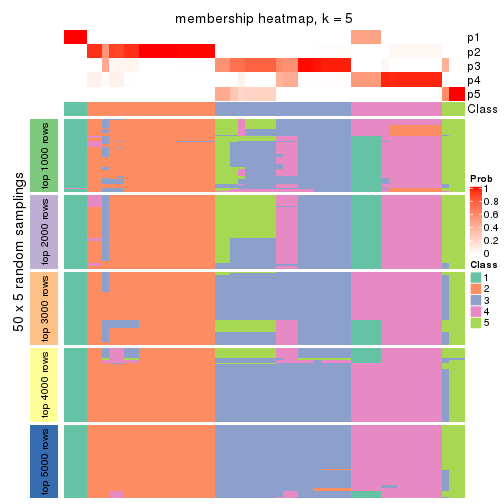 membership heatmap, k = 5
p1
p2
p3
p4
p5
Class
50 x 5 random samplings
top 1000 rows
top 2000 rows
top 3000 rows
top 4000 rows
top 5000 rows
Prob
1
0.8
0.6
0.4
0.2
0
Class
1
2
3
4
5